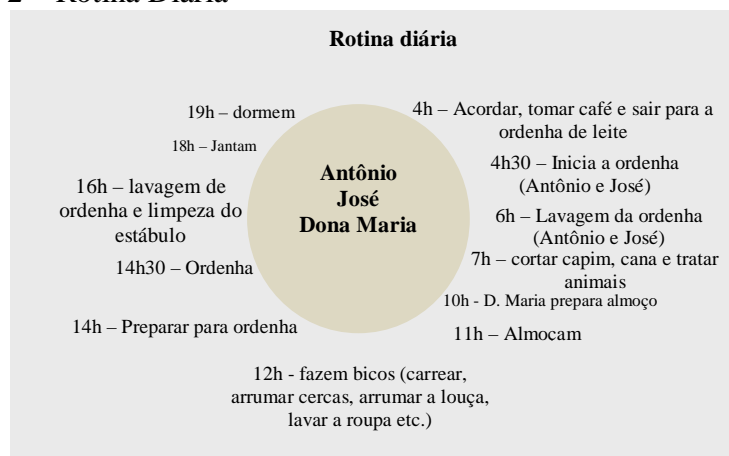 2 – Rotina Diária
Rotina diária
4h – Acordar, tomar café e sair para a
ordenha de leite
4h30 – Inicia a ordenha
(Antônio e José)
6h – Lavagem da ordenha
(Antônio e José)
7h – cortar capim, cana e tratar
animais
10h - D. Maria prepara almoço
11h – Almocam
12h - fazem bicos (carrear,
arrumar cercas, arrumar a louça,
lavar a roupa etc.)
14h – Preparar para ordenha
14h30 – Ordenha
16h – lavagem de
ordenha e limpeza do
estábulo
18h – Jantam
19h – dormem
Antônio
José
Dona Maria